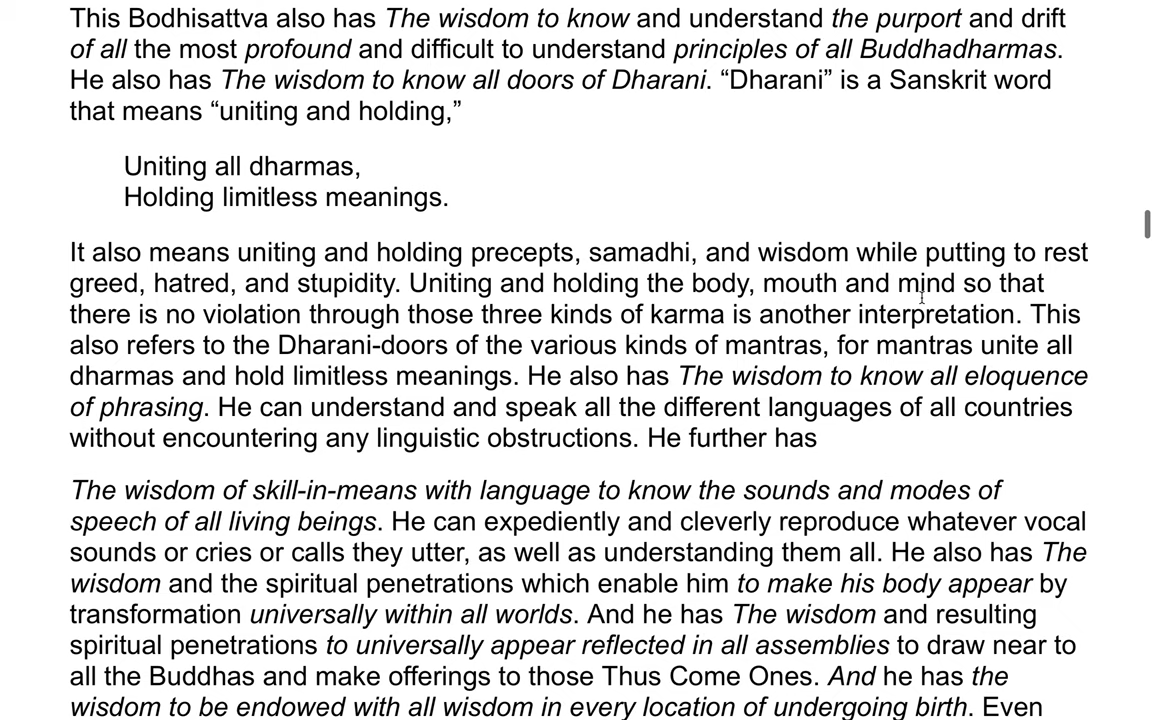 This Bodhisattva also has The wisdom to know and understand the purport and drift
of all the most profound and difficult to understand principles of all Buddhadharmas.
He also has The wisdom to know all doors of Dharani. “Dharani” is a Sanskrit word
that means “uniting and holding,”
Uniting all dharmas,
Holding limitless meanings.
It also means uniting and holding precepts, samadhi, and wisdom while putting to rest
greed, hatred, and stupidity. Uniting and holding the body, mouth and mind so that
there is no violation through those three kinds of karma is another interpretation. This
also refers to the Dharani-doors of the various kinds of mantras, for mantras unite all
dharmas and hold limitless meanings. He also has The wisdom to know all eloquence
of phrasing. He can understand and speak all the different languages of all countries
without encountering any linguistic obstructions. He further has
The wisdom of skill-in-means with language to know the sounds and modes of
speech of all living beings. He can expediently and cleverly reproduce whatever vocal
sounds or cries or calls they utter, as well as understanding them all. He also has The
wisdom and the spiritual penetrations which enable him to make his body appear by
transformation universally within all worlds. And he has The wisdom and resulting
spiritual penetrations to universally appear reflected in all assemblies to draw near to
all the Buddhas and make offerings to those Thus Come Ones. And he has the
wisdom to be endowed with all wisdom in every location of undergoing birth. Even